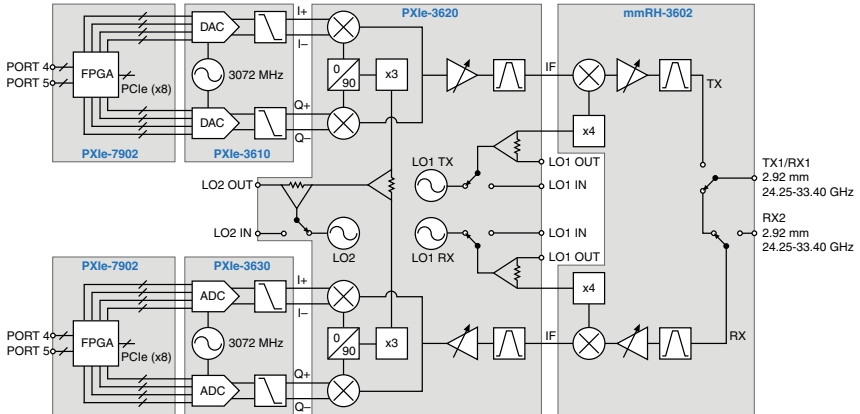 PXIe-3620
mmRH-3602
I+
I–
DAC
PORT 4
PORT 5
FPGA
PCIe (x8)
3072 MHz
0
90
x3
IF
TX
DAC
Q+
Q–
x4
PXIe-7902
PXIe-3610
LO1 TX
LO1 OUT
LO2 OUT
LO1 IN
TX1/RX1
2.92 mm
24.25-33.40 GHz
LO2 IN
LO2
LO1 IN
LO1 RX
LO1 OUT
RX2
2.92 mm
24.25-33.40 GHz
PXIe-7902
PXIe-3630
I+
I–
ADC
x4
PORT 4
PORT 5
FPGA
PCIe (x8)
3072 MHz
0
90
x3
IF
RX
ADC
Q+
Q–